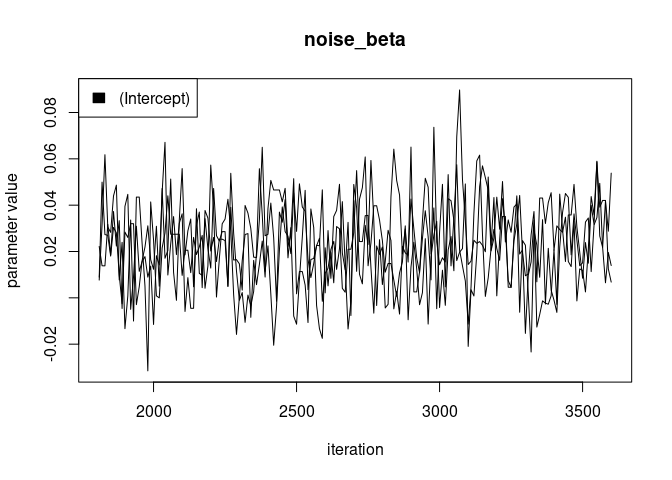 noise_beta
(Intercept)
parameter value
0.08
0.06
0.04
0.02
-0.02
2000 2500 3000 3500
iteration